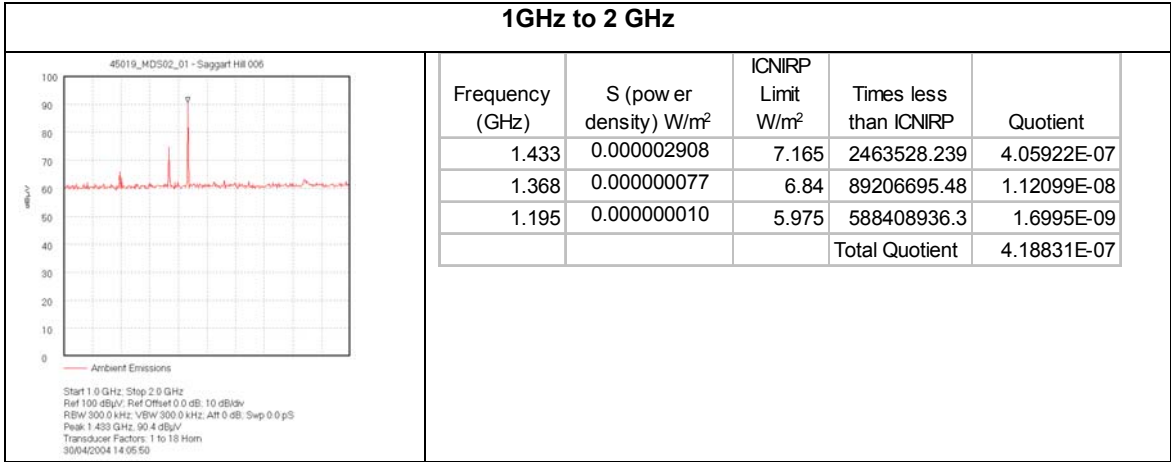 1GHz to 2 GHz
45019_MDS02_01 - Saggart Hill 006
100
90
80
70
60
50
40
30
20
10
0
dBµV
Ambient Emissions
Start 1.0 GHz; Stop 2.0 GHz
Ref 100 dBµV; Ref Offset 0.0 dB; 10 dB/div
RBW 300.0 kHz; VBW 300.0 kHz; Att 0 dB; Swp 0.0 pS
Peak 1.433 GHz, 90.4 dBµV
Transducer Factors: 1 to 18 Horn
30/04/2004 14:05:50
Frequency (GHz) S (pow er density) W/m² ICNIRP Limit W/m² Times less than ICNIRP Quotient
1.433 0.000002908 7.165 2463528.239 4.05922E-07
1.368 0.000000077 6.84 89206695.48 1.12099E-08
1.195 0.000000010 5.975 588408936.3 1.6995E-09
Total Quotient 4.18831E-07